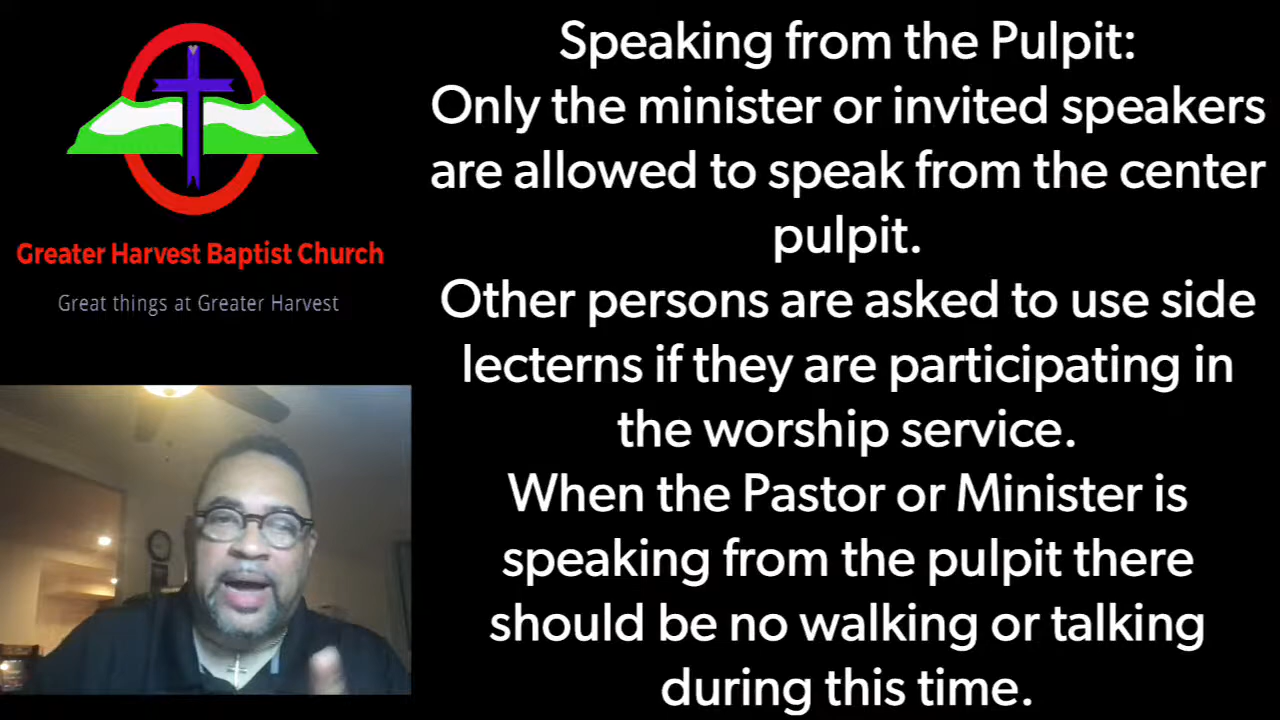 Greater Harvest Baptist Church
Great things at Greater Harvest
Speaking from the Pulpit:
Only the minister or invited speakers
are allowed to speak from the center
pulpit.
Other persons are asked to use side
lecterns if they are participating in
the worship service.
When the Pastor or Minister is
speaking from the pulpit there
should be no walking or talking
during this time.